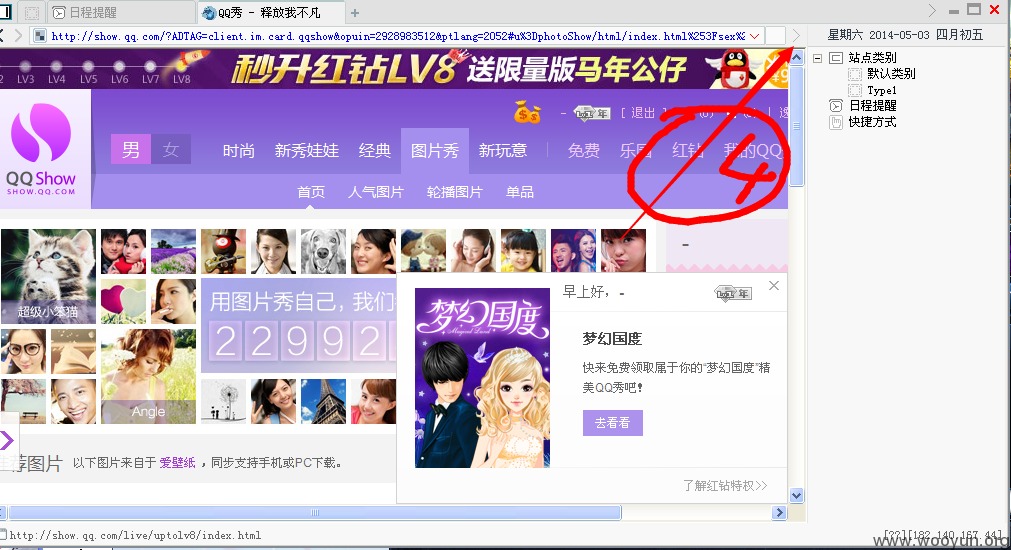 日程提醒
QQ秀 - 释放我不凡
http://show.qq.com/?ADTAG=client.im.card.qqshow&opuin=2928983512&ptlang=2052#u%3DphotoShow/html/index.html%253Fsex%2
星期六 2014-05-03 四月初五
2 LV3 LV4 LV5 LV6 LV7 LV8
秒升红钻LV8 送限量版马年公仔
站点类别
默认类别
Type1
日程提醒
快捷方式
- 年 [ 退出 ]
QQ Show
SHOW.QQ.COM
男 女 时尚 新秀娃娃 经典 图片秀 新玩意 免费 乐园 红钻 我的QQ
4
首页 人气图片 轮播图片 单品
-
超级小笨猫
用图片秀自己，我们
2 2 9 9 2
Angle
早上好，- 年
梦幻国度
梦幻国度
快来免费领取属于你的"梦幻国度"精
美QQ秀吧！
去看看
了解红钻特权>>
荐图片 以下图片来自于 爱壁纸 ，同步支持手机或PC下载。
http://show.qq.com/live/uptolv8/index.html
[??][182.140.167.44]
www.wooyun.org